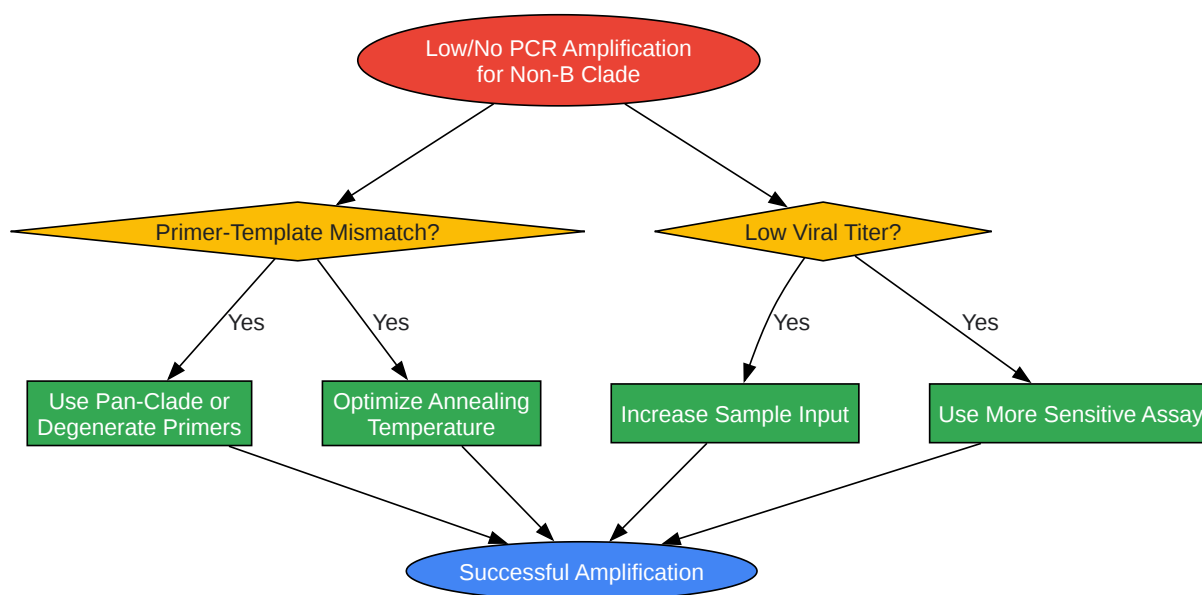 Low/No PCR Amplification
for Non-B Clade
Primer-Template Mismatch?
Low Viral Titer?
Yes
Yes
Yes
Yes
Use Pan-Clade or
Degenerate Primers
Optimize Annealing
Temperature
Increase Sample Input
Use More Sensitive Assay
Successful Amplification